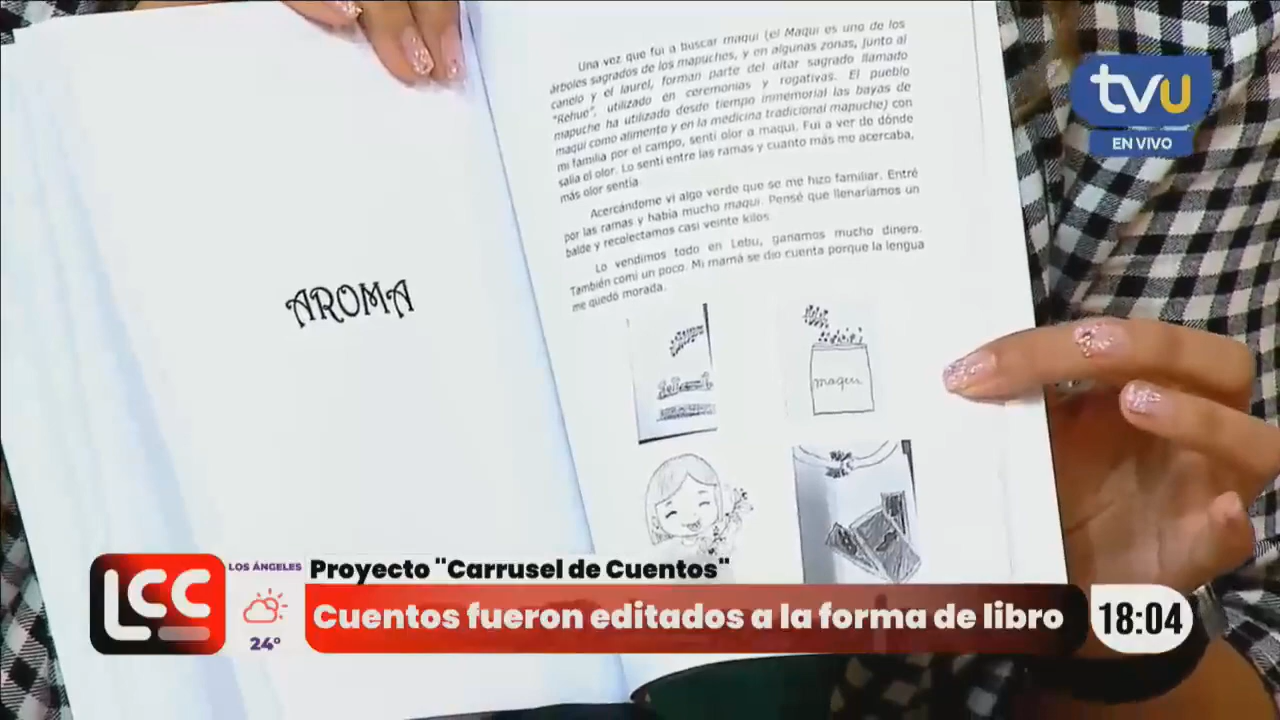 AROMA
Una vez que fui a buscar maqui (el Maqui es uno de los
árboles sagrados de los mapuches, y en algunas zonas, junto al
canelo y el laurel, forman parte del altar sagrado llamado
"Rehue", utilizado en ceremonias y rogativas. El pueblo
mapuche ha utilizado desde tiempo inmemorial las bayas de
maqui como alimento y en la medicina tradicional mapuche) con
mi familia por el campo, sentí olor a maqui. Fui a ver de dónde
salía el olor. Lo sentí entre las ramas y cuanto más me acercaba,
más olor sentía.
Acercándome vi algo verde que se me hizo familiar. Entré
por las ramas y había mucho maqui. Pensé que llenaríamos un
balde y recolectamos casi veinte kilos.
Lo vendimos todo en Lebu, ganamos mucho dinero.
También comí un poco. Mi mamá se dio cuenta porque la lengua
me quedó morada.
maqui
tvu
EN VIVO
LCC
LOS ÁNGELES
24°
Proyecto "Carrusel de Cuentos"
Cuentos fueron editados a la forma de libro
18:04